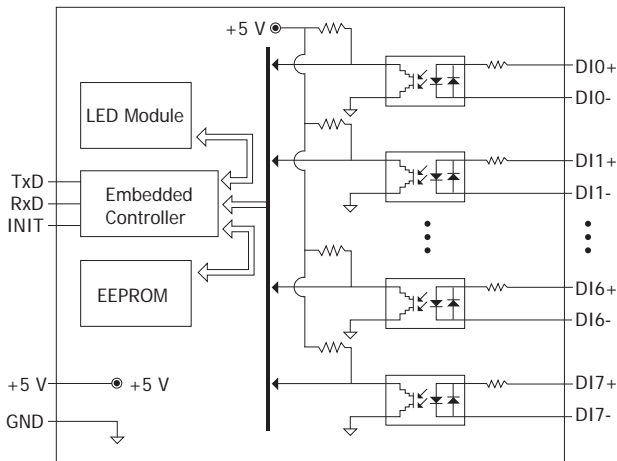 +5 V
LED Module
TxD
RxD
INIT
Embedded
Controller
EEPROM
+5 V
+5 V
GND
DI0+
DI0-
DI1+
DI1-
DI6+
DI6-
DI7+
DI7-